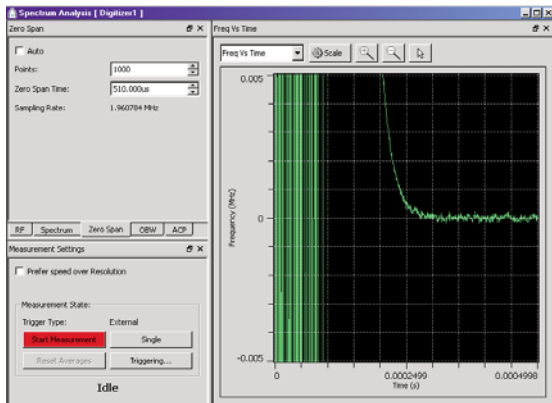 Spectrum Analysis [ Digitizer1 ]
Zero Span
Auto
Points: 1000
Zero Span Time: 510.000us
Sampling Rate: 1.960784 MHz
RF Spectrum Zero Span OBW ACP
Measurement Settings
Prefer speed over Resolution
Measurement State:
Trigger Type: External
Start Measurement Single
Reset Averages Triggering...
Idle
Freq Vs Time
Freq Vs Time Scale
0.005
Frequency (MHz)
0
-0.005
0 0.0002499 0.0004998
Time (s)